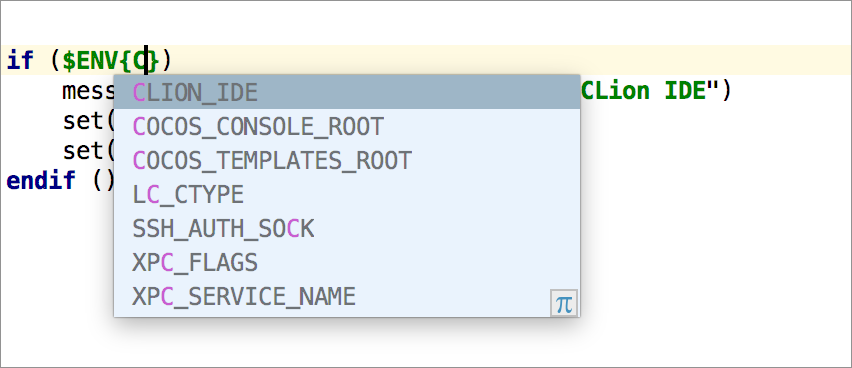 if ($ENV{C})
mess CLion IDE")
set(
set(
endif ()
CLION_IDE
COCOS_CONSOLE_ROOT
COCOS_TEMPLATES_ROOT
LC_CTYPE
SSH_AUTH_SOCK
XPC_FLAGS
XPC_SERVICE_NAME
π